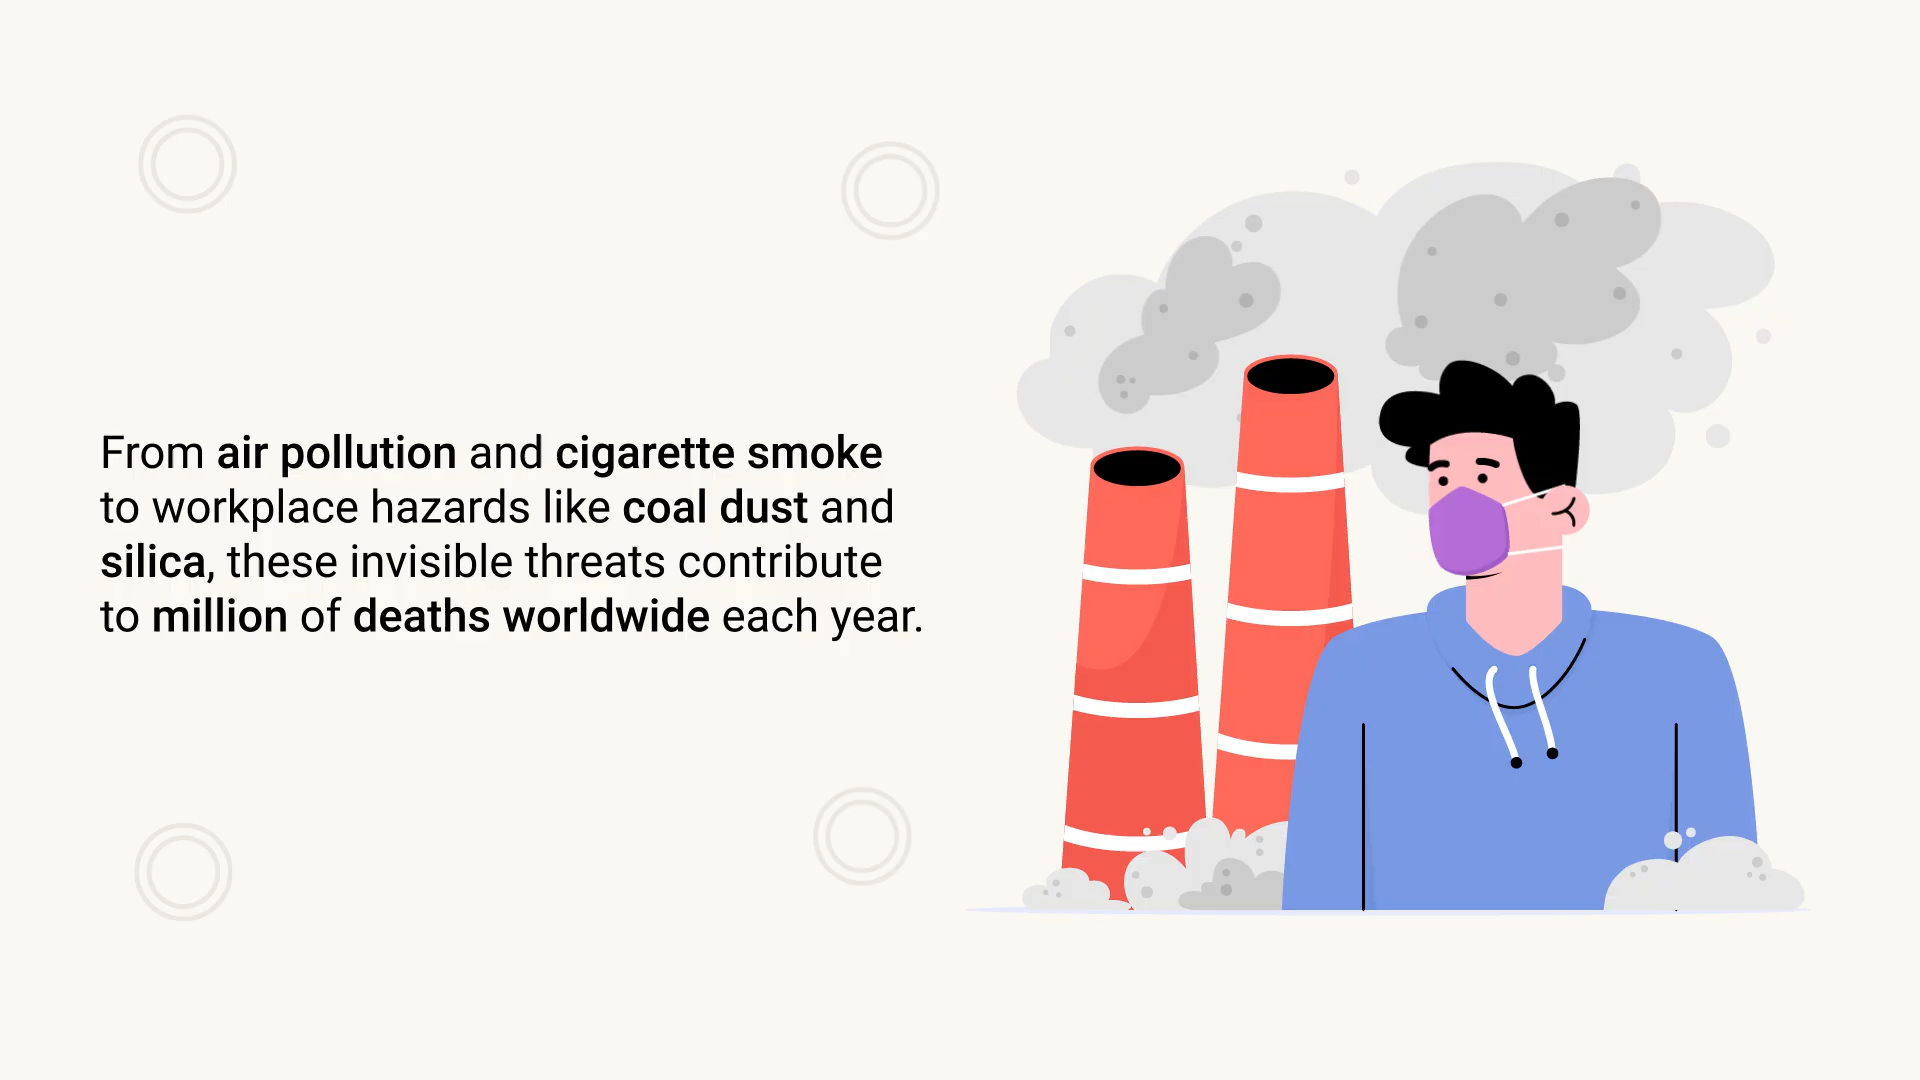 From air pollution and cigarette smoke
to workplace hazards like coal dust and
silica, these invisible threats contribute
to million of deaths worldwide each year.